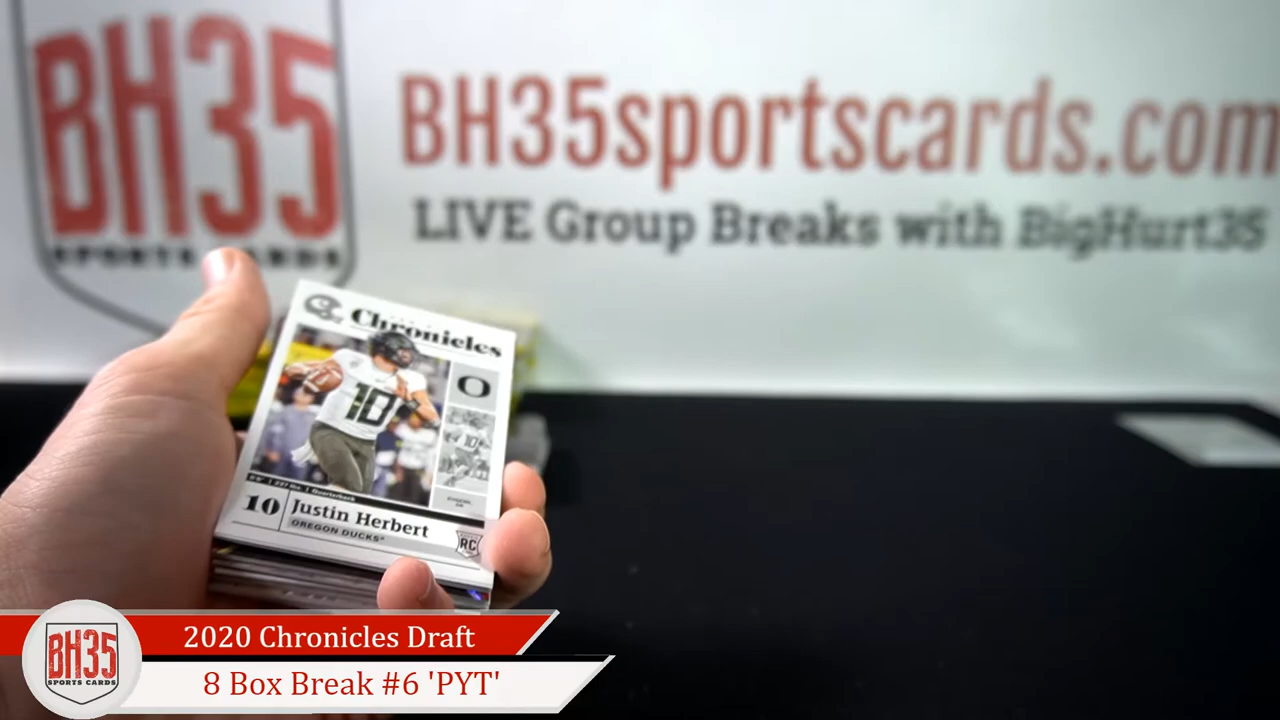 BH35
SPORTS CARDS
BH35sportscards.com
LIVE Group Breaks with BigHurt35
Chronicles
O
10
10 Justin Herbert
OREGON DUCKS
RC
BH35
SPORTS CARDS
2020 Chronicles Draft
8 Box Break #6 'PYT'